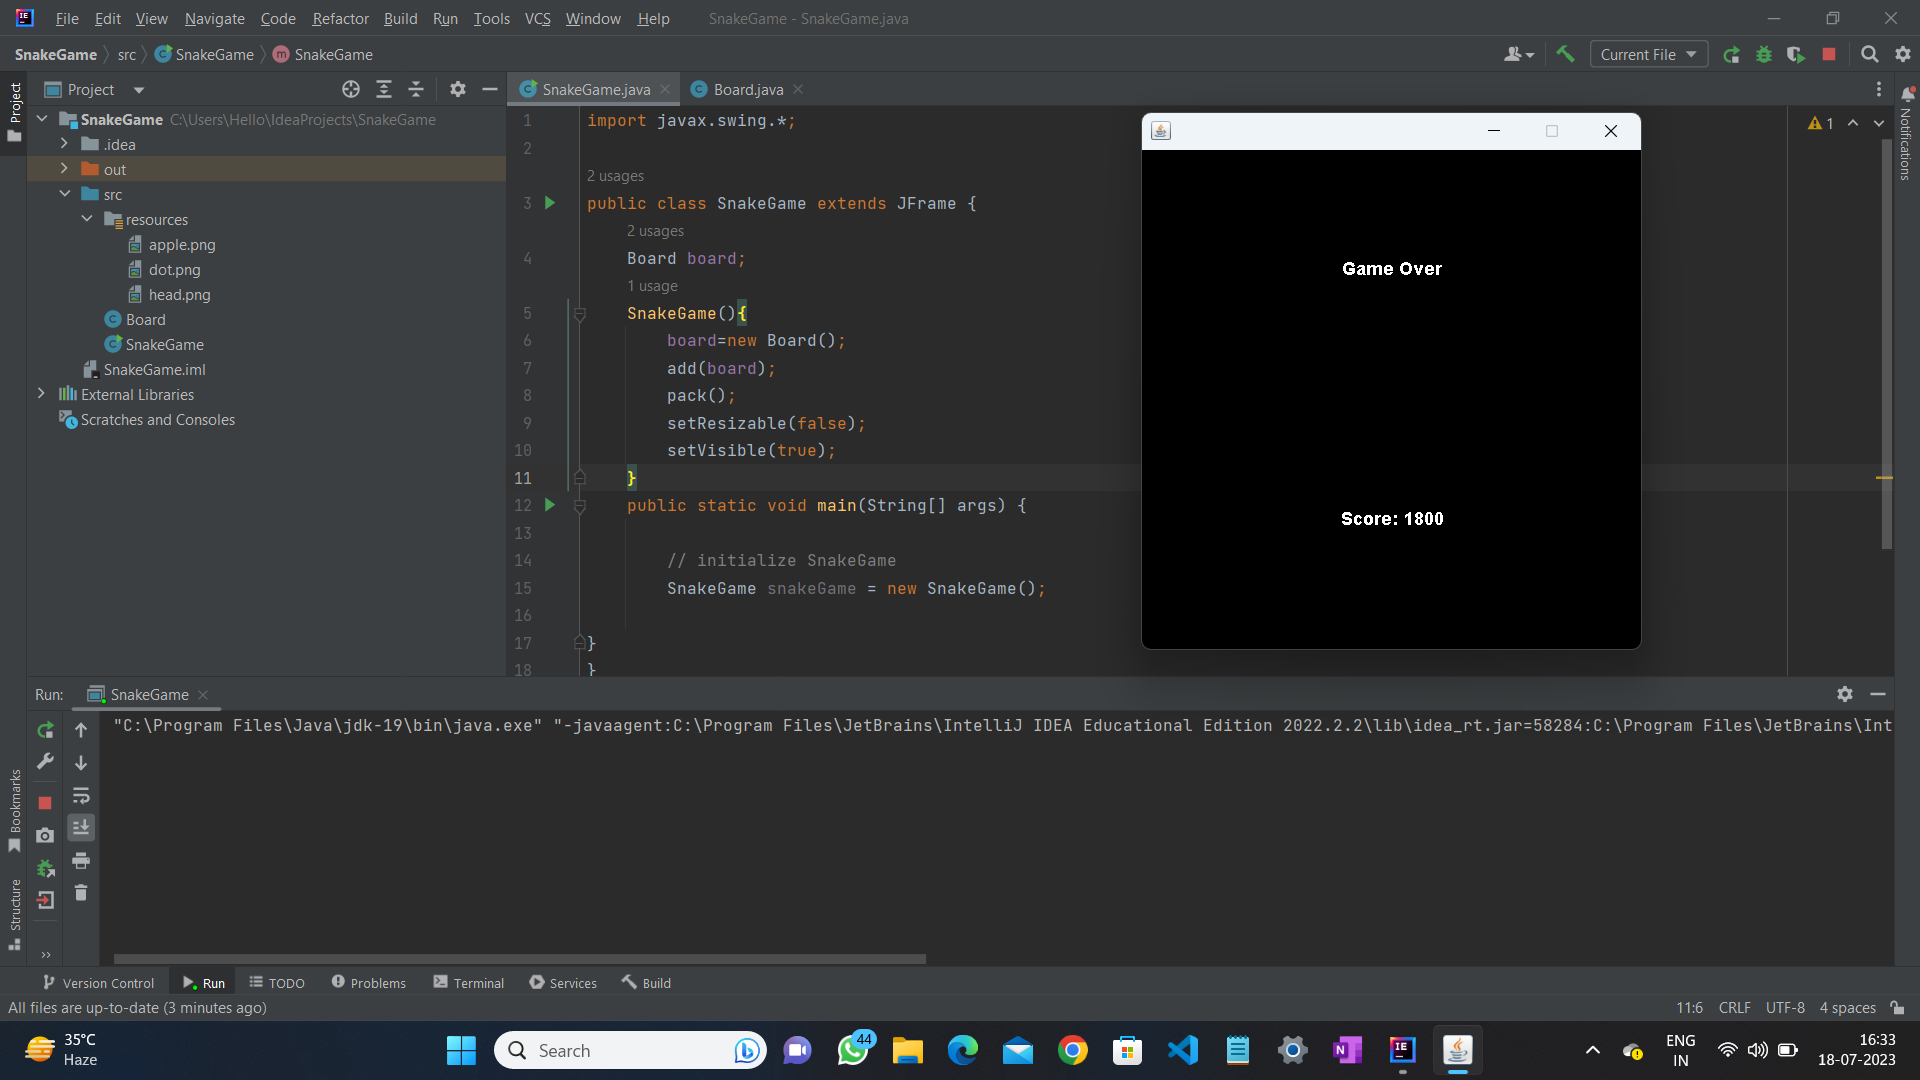 File Edit View Navigate Code Refactor Build Run Tools VCS Window Help SnakeGame - SnakeGame.java
SnakeGame src SnakeGame m SnakeGame Current File
Project
Project
SnakeGame C:\Users\Hello\IdeaProjects\SnakeGame
.idea
out
src
resources
apple.png
dot.png
head.png
Board
SnakeGame
SnakeGame.iml
External Libraries
Scratches and Consoles
SnakeGame.java Board.java
1 import javax.swing.*;
2
2 usages
3 public class SnakeGame extends JFrame {
2 usages
4 Board board;
1 usage
5 SnakeGame(){
6 board=new Board();
7 add(board);
8 pack();
9 setResizable(false);
10 setVisible(true);
11 }
12 public static void main(String[] args) {
13
14 // initialize SnakeGame
15 SnakeGame snakeGame = new SnakeGame();
16
17 }
18 }
1
Notifications
Game Over
Score: 1800
Run: SnakeGame
"C:\Program Files\Java\jdk-19\bin\java.exe" "-javaagent:C:\Program Files\JetBrains\IntelliJ IDEA Educational Edition 2022.2.2\lib\idea_rt.jar=58284:C:\Program Files\JetBrains\Int
Bookmarks
Structure
Version Control Run TODO Problems Terminal Services Build
All files are up-to-date (3 minutes ago) 11:6 CRLF UTF-8 4 spaces
35°C
Haze
Search
44
ENG
IN
16:33
18-07-2023